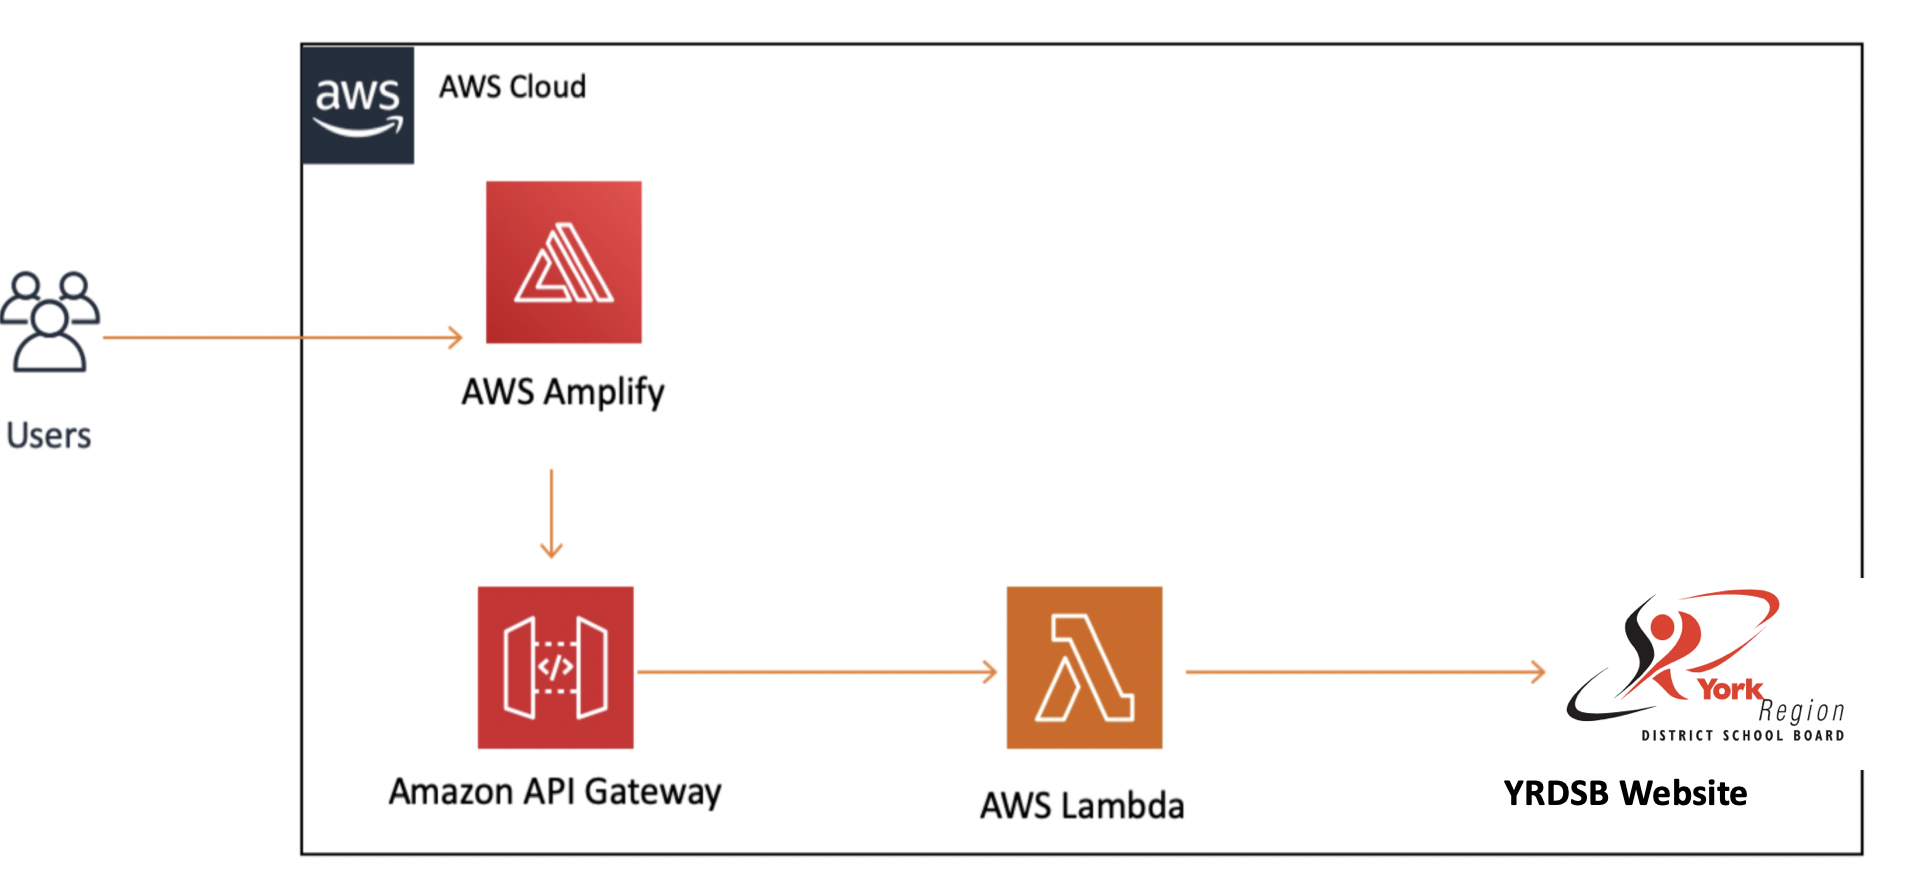 aws
AWS Cloud
AWS Amplify
Users
</>
York
Region
DISTRICT SCHOOL BOARD
Amazon API Gateway
AWS Lambda
YRDSB Website